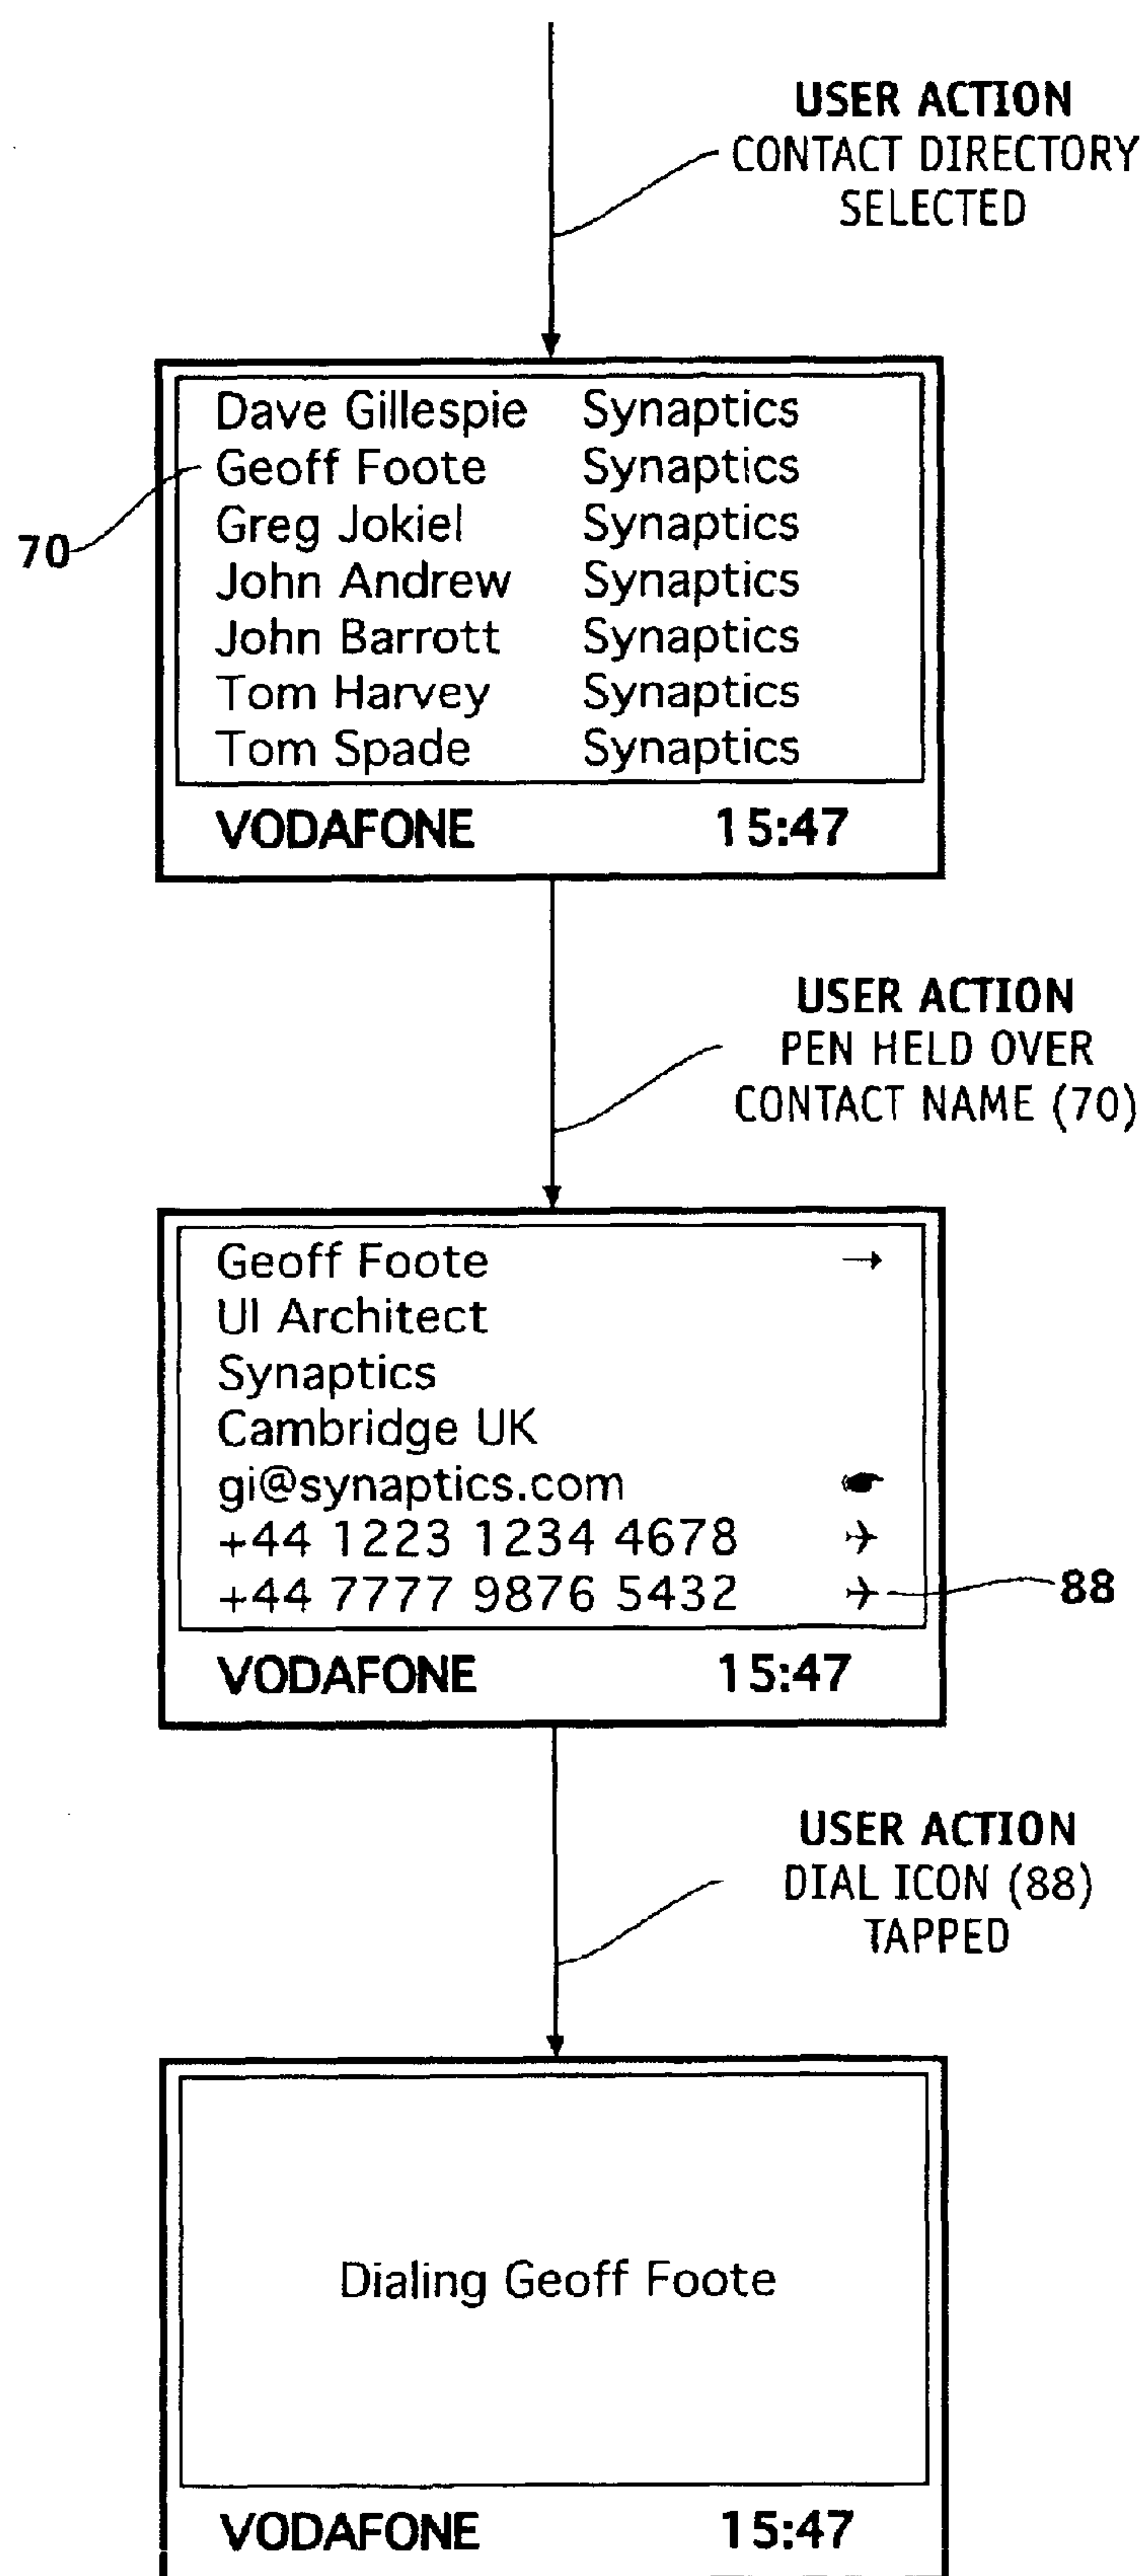 USER ACTION
CONTACT DIRECTORY
SELECTED
Dave Gillespie Synaptics
Geoff Foote Synaptics
70
Greg Jokiel Synaptics
John Andrew Synaptics
John Barrott Synaptics
Tom Harvey Synaptics
Tom Spade Synaptics
VODAFONE 15:47
USER ACTION
PEN HELD OVER
CONTACT NAME (70)
Geoff Foote →
UI Architect
Synaptics
Cambridge UK
gi@synaptics.com
+44 1223 1234 4678
+44 7777 9876 5432 88
VODAFONE 15:47
USER ACTION
DIAL ICON (88)
TAPPED
Dialing Geoff Foote
VODAFONE 15:47